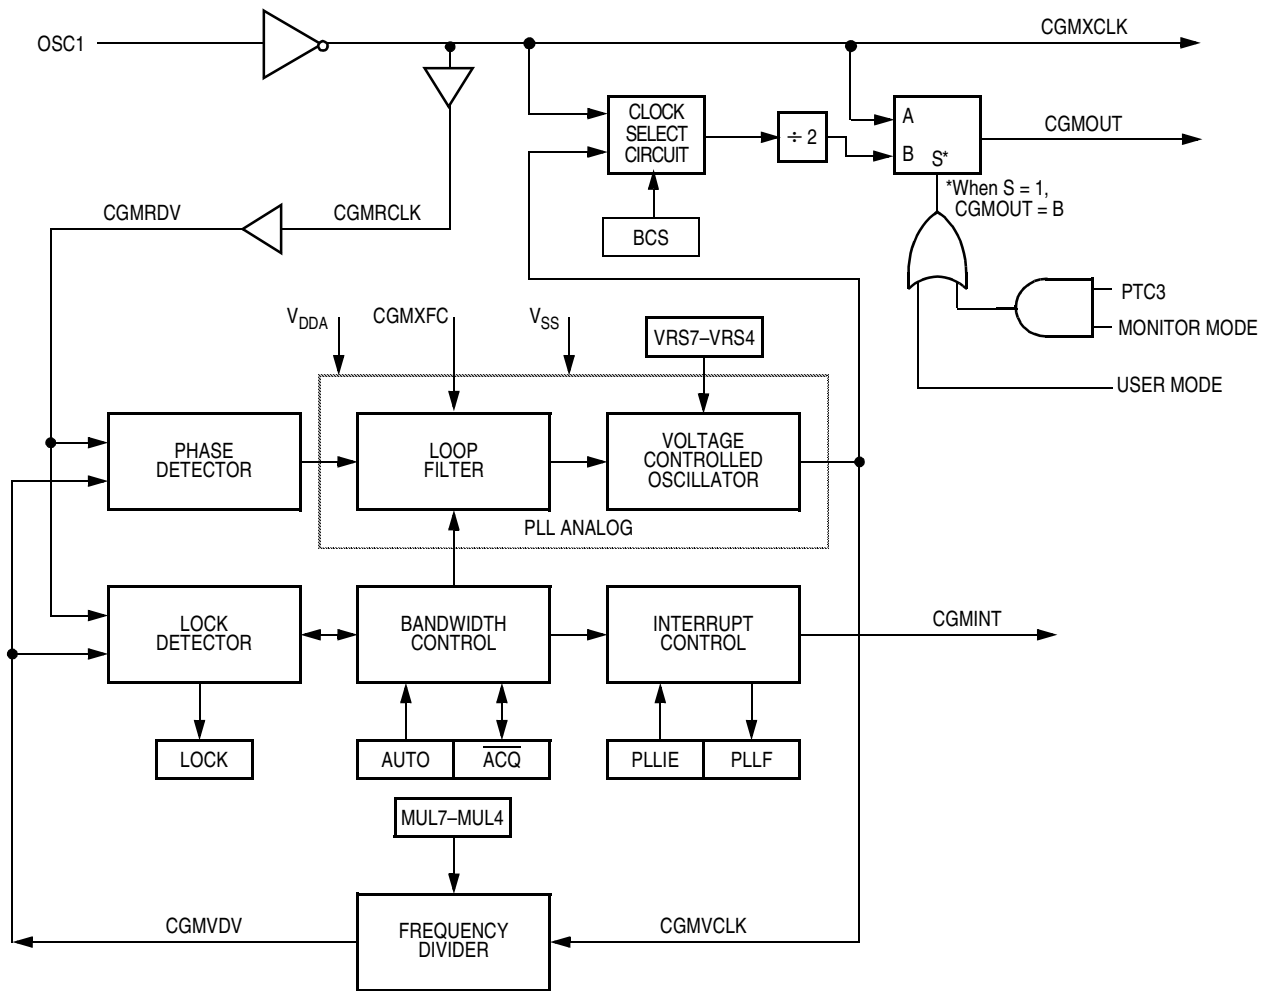 OSC1
CGMXCLK
CLOCK
SELECT
CIRCUIT
÷ 2
A
B
S*
CGMOUT
*When S = 1,
CGMOUT = B
CGMRDV
CGMRCLK
BCS
PTC3
MONITOR MODE
USER MODE
VDDA
CGMXFC
VSS
VRS7–VRS4
PHASE
DETECTOR
LOOP
FILTER
VOLTAGE
CONTROLLED
OSCILLATOR
PLL ANALOG
LOCK
DETECTOR
BANDWIDTH
CONTROL
INTERRUPT
CONTROL
CGMINT
LOCK
AUTO
ACQ
PLLIE
PLLF
MUL7–MUL4
CGMVDV
FREQUENCY
DIVIDER
CGMVCLK